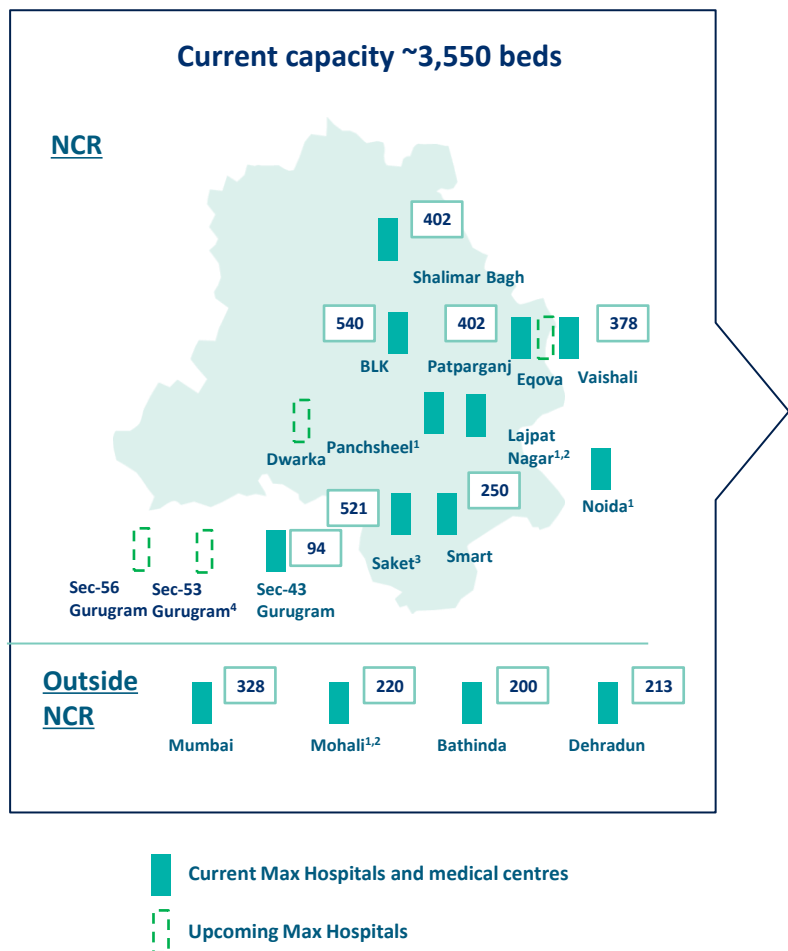 Current capacity ~3,550 beds
NCR
402
Shalimar Bagh
540
BLK
402
Patparganj
Eqova
378
Vaishali
Dwarka
Panchsheel¹
Lajpat
Nagar¹,²
Noida¹
521
Saket³
250
Smart
Sec-56
Gurugram
Sec-53
Gurugram⁴
94
Sec-43
Gurugram
Outside
NCR
328
Mumbai
220
Mohali¹,²
200
Bathinda
213
Dehradun
Current Max Hospitals and medical centres
Upcoming Max Hospitals